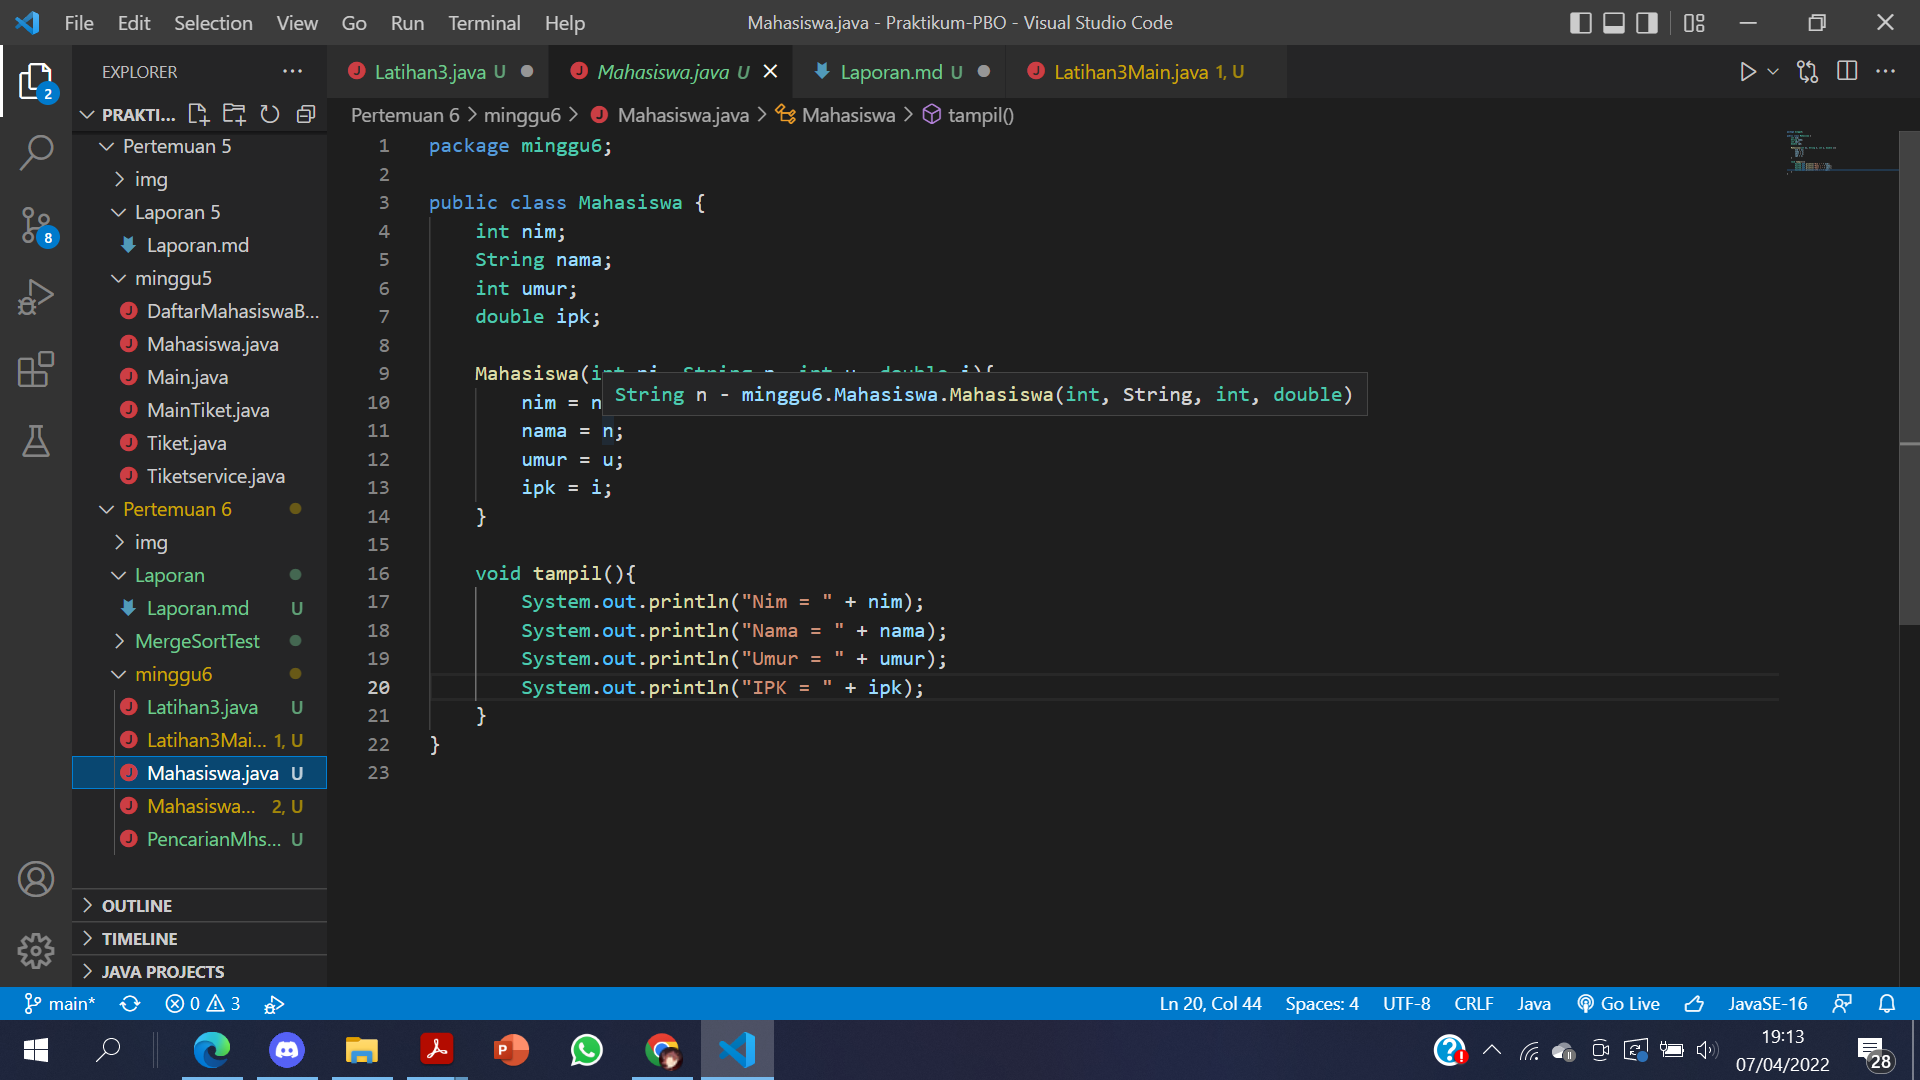 File Edit Selection View Go Run Terminal Help
Mahasiswa.java - Praktikum-PBO - Visual Studio Code
EXPLORER
Latihan3.java U
Mahasiswa.java U
Laporan.md U
Latihan3Main.java 1, U
2
PRAKTI...
Pertemuan 6 > minggu6 > Mahasiswa.java > Mahasiswa > tampil()
Pertemuan 5
img
Laporan 5
Laporan.md
8
minggu5
DaftarMahasiswaB...
Mahasiswa.java
Main.java
MainTiket.java
Tiket.java
Tiketservice.java
Pertemuan 6
img
Laporan
Laporan.md U
MergeSortTest
minggu6
Latihan3.java U
Latihan3Mai... 1, U
Mahasiswa.java U
Mahasiswa... 2, U
PencarianMhs... U
OUTLINE
TIMELINE
JAVA PROJECTS
1 package minggu6;
2
3 public class Mahasiswa {
4 int nim;
5 String nama;
6 int umur;
7 double ipk;
8
9 Mahasiswa(int ni, String n, int u, double i){
10 nim = n
String n - minggu6.Mahasiswa.Mahasiswa(int, String, int, double)
11 nama = n;
12 umur = u;
13 ipk = i;
14 }
15
16 void tampil(){
17 System.out.println("Nim = " + nim);
18 System.out.println("Nama = " + nama);
19 System.out.println("Umur = " + umur);
20 System.out.println("IPK = " + ipk);
21 }
22 }
23
main* 0 3
Ln 20, Col 44 Spaces: 4 UTF-8 CRLF Java Go Live JavaSE-16
19:13
07/04/2022
28